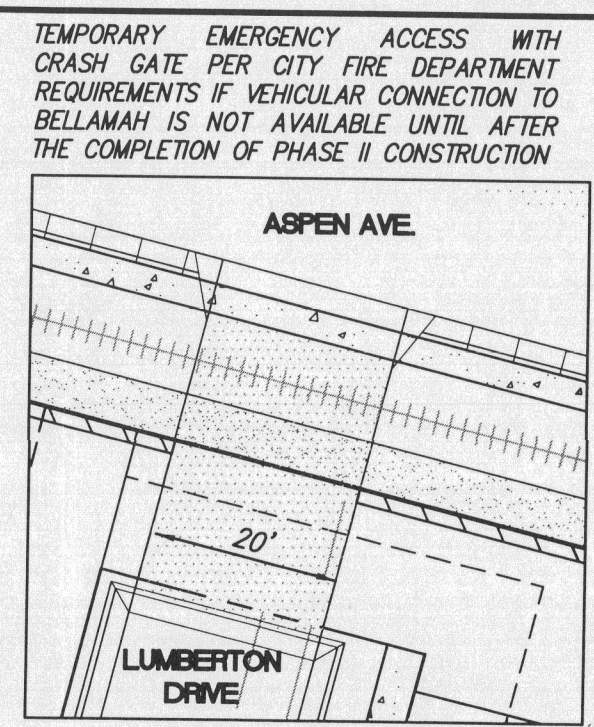 TEMPORARY EMERGENCY ACCESS WITH
CRASH GATE PER CITY FIRE DEPARTMENT
REQUIREMENTS IF VEHICULAR CONNECTION TO
BELLAMAH IS NOT AVAILABLE UNTIL AFTER
THE COMPLETION OF PHASE II CONSTRUCTION
ASPEN AVE.
20'
LUMBERTON
DRIVE